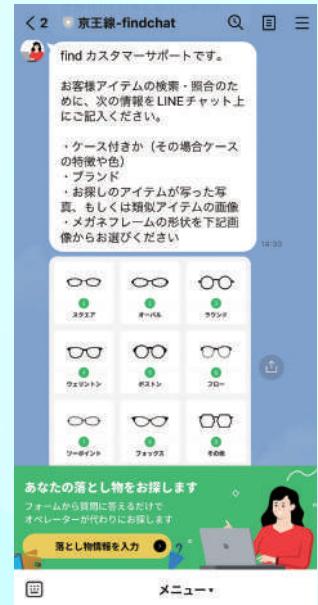 2
京王線-findchat
find カスタマーサポートです。
お客様アイテムの検索・照合のた
めに、次の情報をLINEチャット上
にご記入ください。
・ケース付きか（その場合ケース
の特徴や色）
・ブランド
・お探しのアイテムが写った写
真、もしくは類似アイテムの画像
・メガネフレームの形状を下記画
像からお選びください
14:33
スクエア
オーバル
ラウンド
ウェリントン
ボストン
ブロー
ツーポイント
フォックス
その他
あなたの落とし物をお探しします
フォームから質問に答えるだけで
オペレーターが代わりにお探しします
落とし物情報を入力
?
メニュー